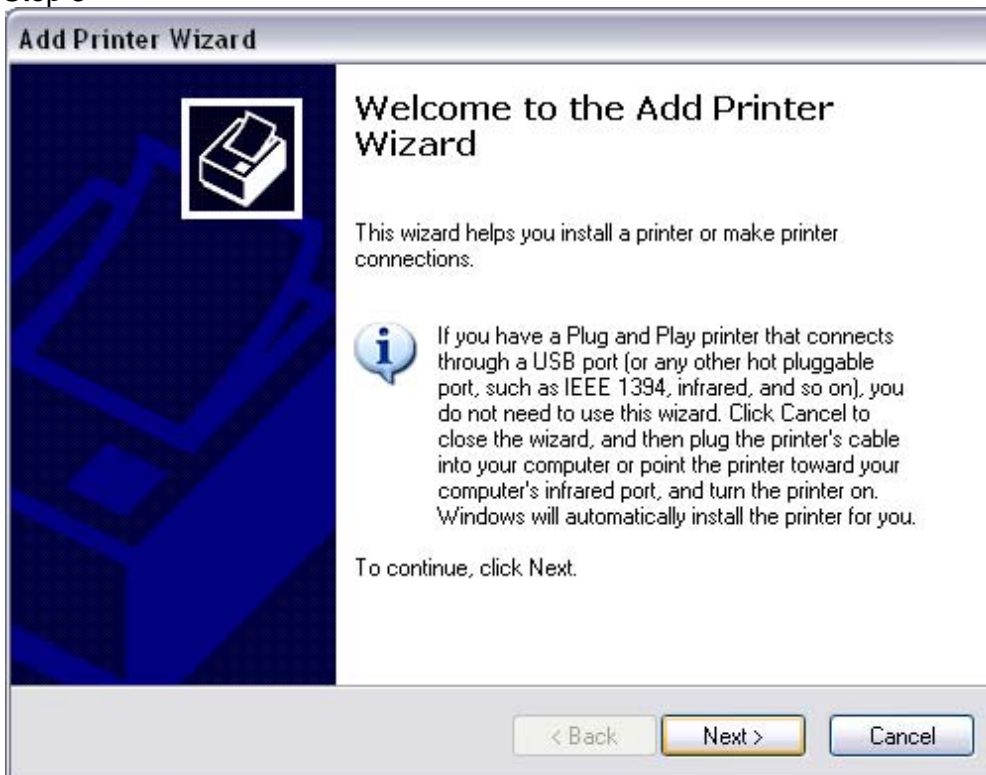 Add Printer Wizard
Welcome to the Add Printer
Wizard
This wizard helps you install a printer or make printer
connections.
If you have a Plug and Play printer that connects
through a USB port (or any other hot pluggable
port, such as IEEE 1394, infrared, and so on), you
do not need to use this wizard. Click Cancel to
close the wizard, and then plug the printer's cable
into your computer or point the printer toward your
computer's infrared port, and turn the printer on.
Windows will automatically install the printer for you.
To continue, click Next.
< Back Next > Cancel